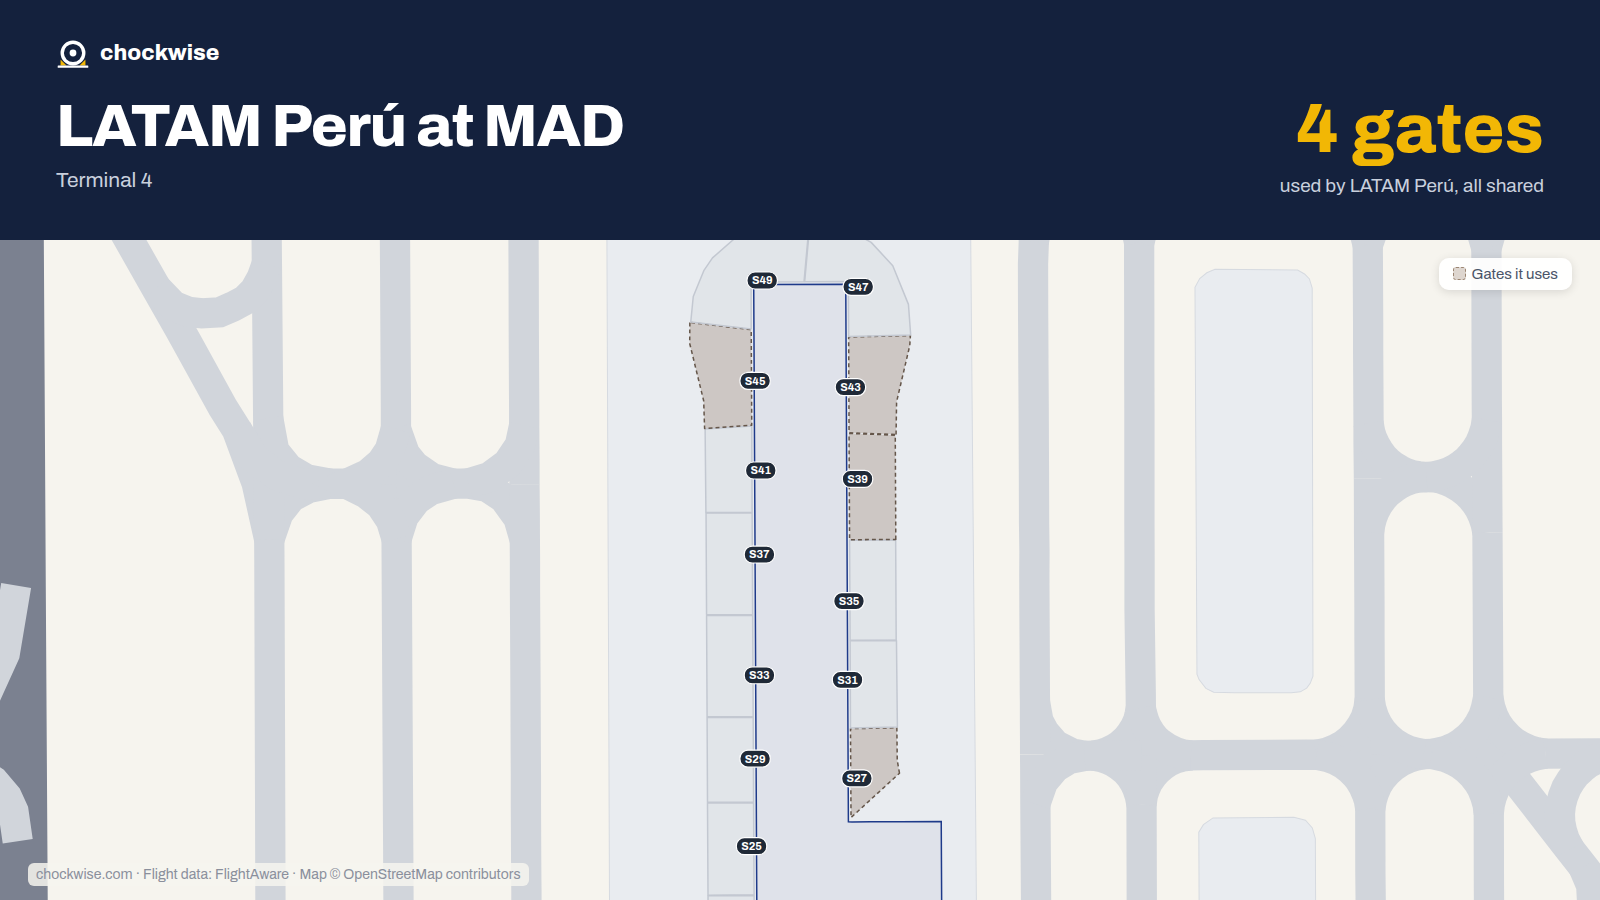 chockwise
LATAM Perú at MAD
Terminal 4
4 gates
used by LATAM Perú, all shared
Gates it uses
S49
S47
S45
S43
S41
S39
S37
S35
S33
S31
S29
S27
S25
chockwise.com · Flight data: FlightAware · Map © OpenStreetMap contributors